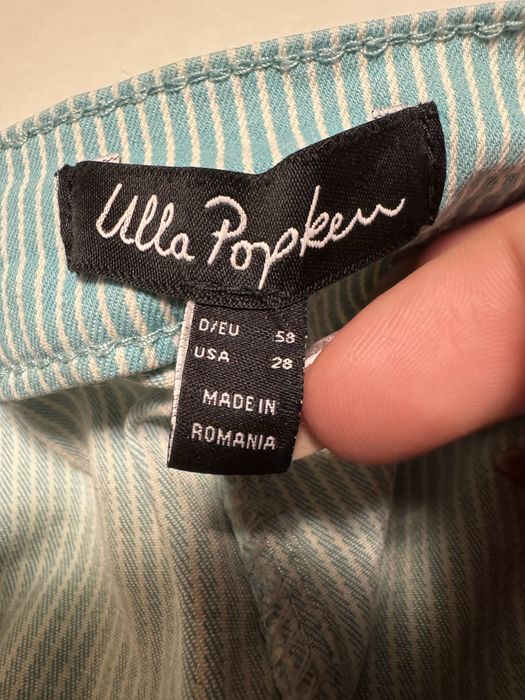 Ulla Popken
D/EU 58
USA 28
MADE IN
ROMANIA